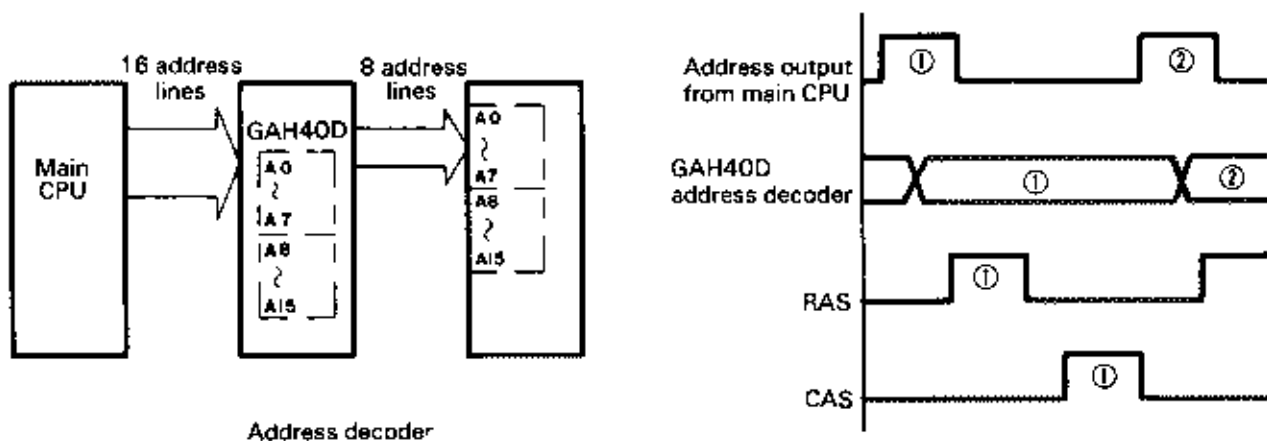 16 address
lines
8 address
lines
Main
CPU
GAH40D
A0
~
A7
A8
~
A15
A0
~
A7
A8
~
A15
Address decoder
Address output
from main CPU
① ②
GAH40D
address decoder
① ②
RAS
①
CAS
①